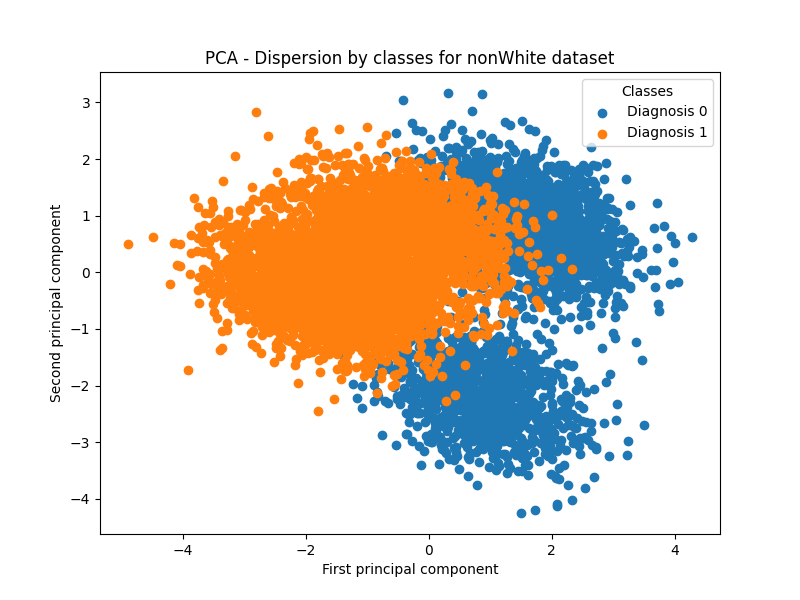 PCA - Dispersion by classes for nonWhite dataset
Classes
Diagnosis 0
Diagnosis 1
3
2
1
0
−1
−2
−3
−4
Second principal component
−4
−2
0
2
4
First principal component